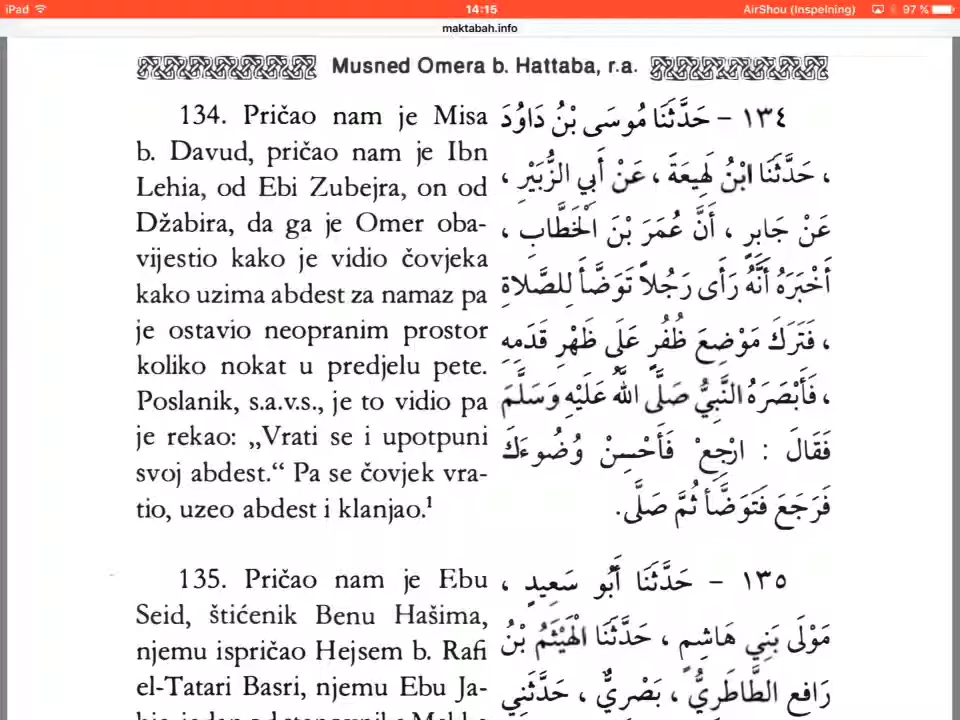 iPad
14:15
AirShou (Inspelning)
97 %
maktabah.info
Musned Omera b. Hattaba, r.a.
134. Pričao nam je Misa
b. Davud, pričao nam je Ibn
Lehia, od Ebi Zubejra, on od
Džabira, da ga je Omer oba-
vijestio kako je vidio čovjeka
kako uzima abdest za namaz pa
je ostavio neopranim prostor
koliko nokat u predjelu pete.
Poslanik, s.a.v.s., je to vidio pa
je rekao: „Vrati se i upotpuni
svoj abdest.“ Pa se čovjek vra-
tio, uzeo abdest i klanjao.¹
135. Pričao nam je Ebu
Seid, štićenik Benu Hašima,
njemu ispričao Hejsem b. Rafi
el-Tatari Basri, njemu Ebu Ja-
١٣٤ – حَدَّثَنَا مُوسَى بْنُ دَاوُدَ
، حَدَّثَنَا ابْنُ لَهِيعَةَ ، عَنْ أَبِي الزُّبَيْرِ ،
عَنْ جَابِرٍ ، أَنَّ عُمَرَ بْنَ الْخَطَّابِ ،
أَخْبَرَهُ أَنَّهُ رَأَى رَجُلاً تَوَضَّأَ لِلصَّلاةِ
، فَتَرَكَ مَوْضِعَ ظُفُرٍ عَلَى ظَهْرِ قَدَمِهِ
، فَأَبْصَرَهُ النَّبِيُّ صَلَّى اللهُ عَلَيْهِ وَسَلَّمَ
فَقَالَ : ارْجِعْ فَأَحْسِنْ وُضُوءَكَ
فَرَجَعَ فَتَوَضَّأَ ثُمَّ صَلَّى.
١٣٥ – حَدَّثَنَا أَبُو سَعِيدٍ ،
مَوْلَى بَنِي هَاشِمٍ ، حَدَّثَنَا الْهَيْثَمُ بْنُ
رَافِعٍ الطَّاطَرِيُّ ، بَصْرِيٌّ ، حَدَّثَنِي